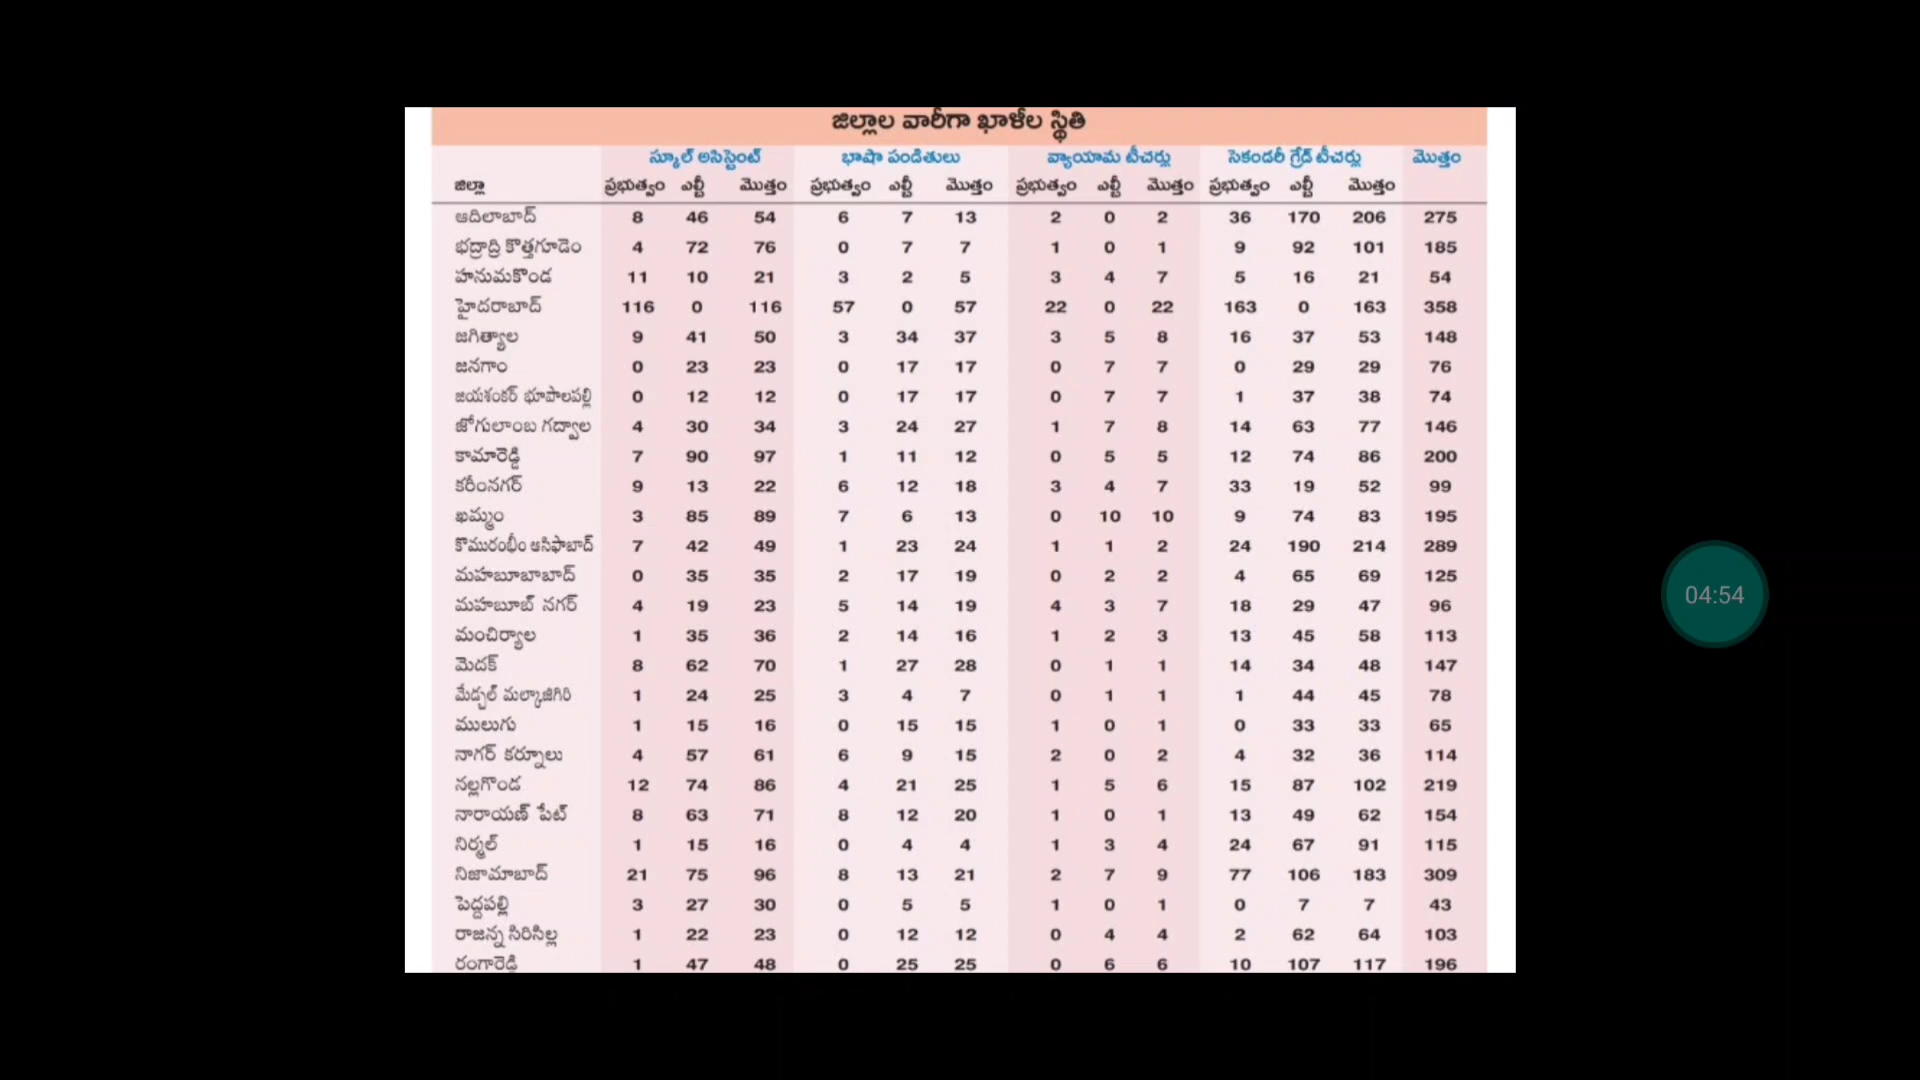 జిల్లాల వారీగా ఖాళీల స్థితి
స్కూల్ అసిస్టెంట్ భాషా పండితులు వ్యాయామ టీచర్లు సెకండరీ గ్రేడ్ టీచర్లు మొత్తం
జిల్లా ప్రభుత్వం ఎల్బీ మొత్తం ప్రభుత్వం ఎల్బీ మొత్తం ప్రభుత్వం ఎల్బీ మొత్తం ప్రభుత్వం ఎల్బీ మొత్తం
ఆదిలాబాద్ 8 46 54 6 7 13 2 0 2 36 170 206 275
భద్రాద్రి కొత్తగూడెం 4 72 76 0 7 7 1 0 1 9 92 101 185
హనుమకొండ 11 10 21 3 2 5 3 4 7 5 16 21 54
హైదరాబాద్ 116 0 116 57 0 57 22 0 22 163 0 163 358
జగిత్యాల 9 41 50 3 34 37 3 5 8 16 37 53 148
జనగాం 0 23 23 0 17 17 0 7 7 0 29 29 76
జయశంకర్ భూపాలపల్లి 0 12 12 0 17 17 0 7 7 1 37 38 74
జోగులాంబ గద్వాల 4 30 34 3 24 27 1 7 8 14 63 77 146
కామారెడ్డి 7 90 97 1 11 12 0 5 5 12 74 86 200
కరీంనగర్ 9 13 22 6 12 18 3 4 7 33 19 52 99
ఖమ్మం 3 85 89 7 6 13 0 10 10 9 74 83 195
కొమురంభీం ఆసిఫాబాద్ 7 42 49 1 23 24 1 1 2 24 190 214 289
మహబూబాబాద్ 0 35 35 2 17 19 0 2 2 4 65 69 125
మహబూబ్ నగర్ 4 19 23 5 14 19 4 3 7 18 29 47 96
మంచిర్యాల 1 35 36 2 14 16 1 2 3 13 45 58 113
మెదక్ 8 62 70 1 27 28 0 1 1 14 34 48 147
మేడ్చల్ మల్కాజిగిరి 1 24 25 3 4 7 0 1 1 1 44 45 78
ములుగు 1 15 16 0 15 15 1 0 1 0 33 33 65
నాగర్ కర్నూలు 4 57 61 6 9 15 2 0 2 4 32 36 114
నల్లగొండ 12 74 86 4 21 25 1 5 6 15 87 102 219
నారాయణ్ పేట్ 8 63 71 8 12 20 1 0 1 13 49 62 154
నిర్మల్ 1 15 16 0 4 4 1 3 4 24 67 91 115
నిజామాబాద్ 21 75 96 8 13 21 2 7 9 77 106 183 309
పెద్దపల్లి 3 27 30 0 5 5 1 0 1 0 7 7 43
రాజన్న సిరిసిల్ల 1 22 23 0 12 12 0 4 4 2 62 64 103
రంగారెడ్డి 1 47 48 0 25 25 0 6 6 10 107 117 196
04:54